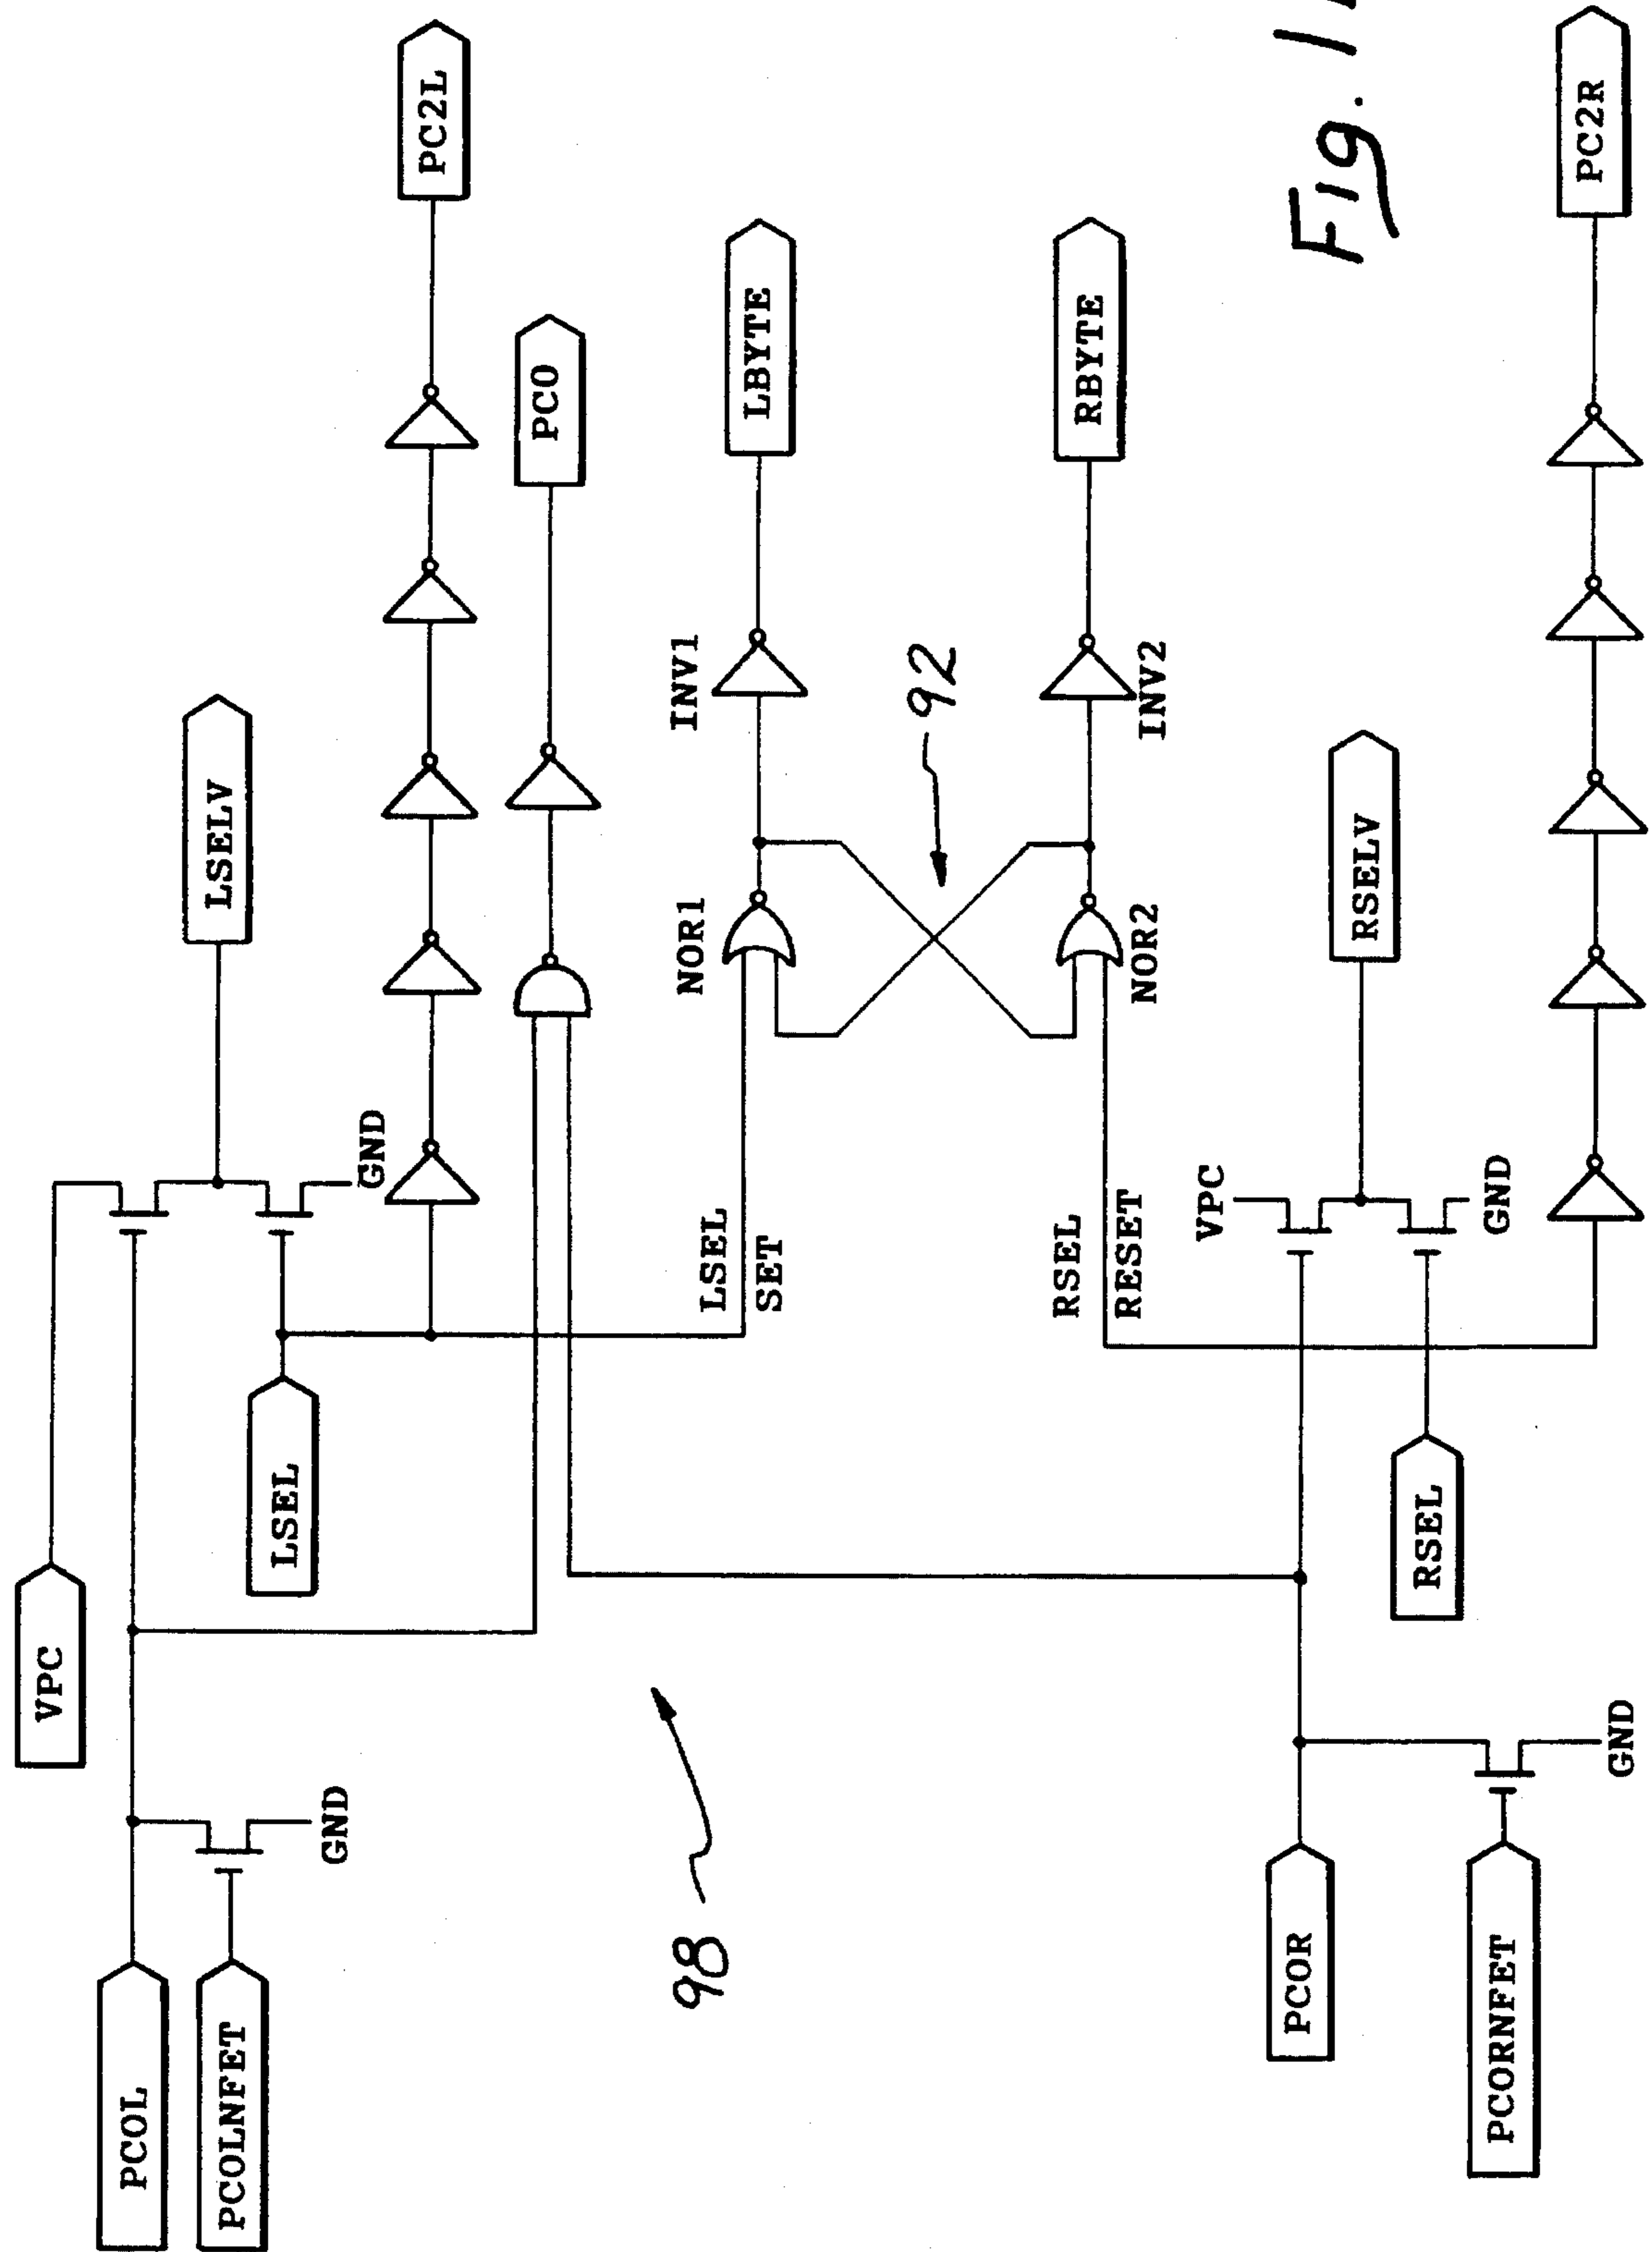 PCOL
PCOLNFET
GND
VPC
LSEL
GND
LSELV
PC2L
PCO
LSEL
SET
NOR1
INV1
LBYTE
92
98
RSEL
RESET
NOR2
INV2
RBYTE
PCOR
PCORNFET
GND
VPC
RSEL
GND
RSELV
PC2R
Fig. 11